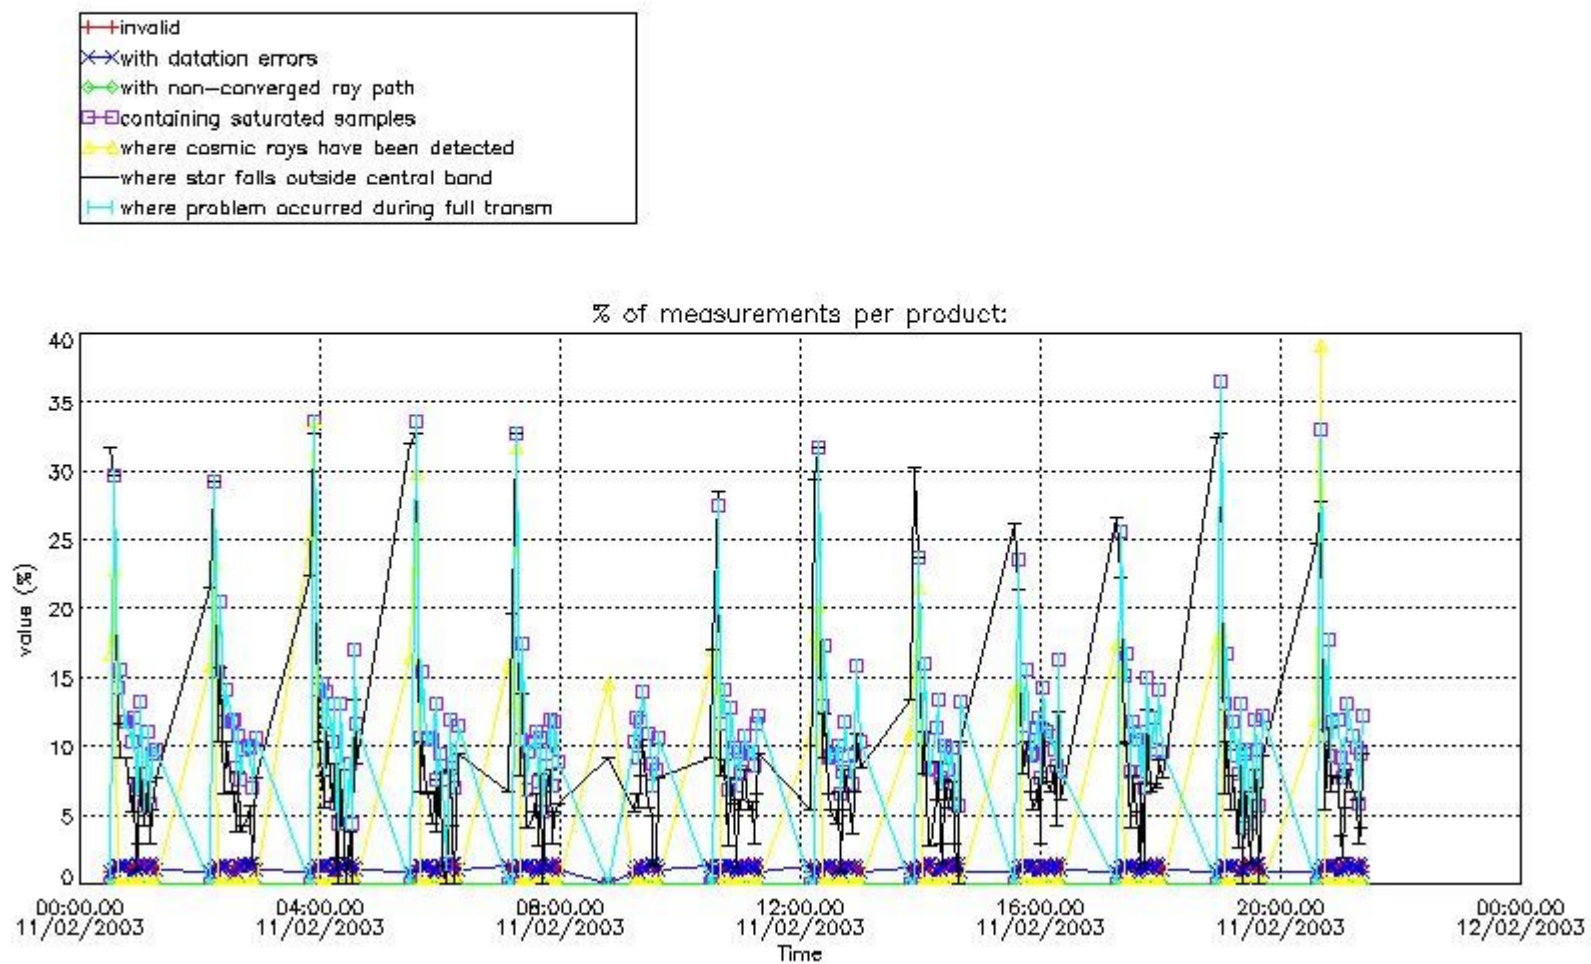 invalid
with datation errors
with non-converged ray path
containing saturated samples
where cosmic rays have been detected
where star falls outside central band
where problem occurred during full transm
% of measurements per product:
40
35
30
25
20
15
10
5
0
value (%)
00:00:00 04:00:00 08:00:00 12:00:00 16:00:00 20:00:00 00:00:00
11/02/2003 11/02/2003 11/02/2003 11/02/2003 11/02/2003 11/02/2003 12/02/2003
Time